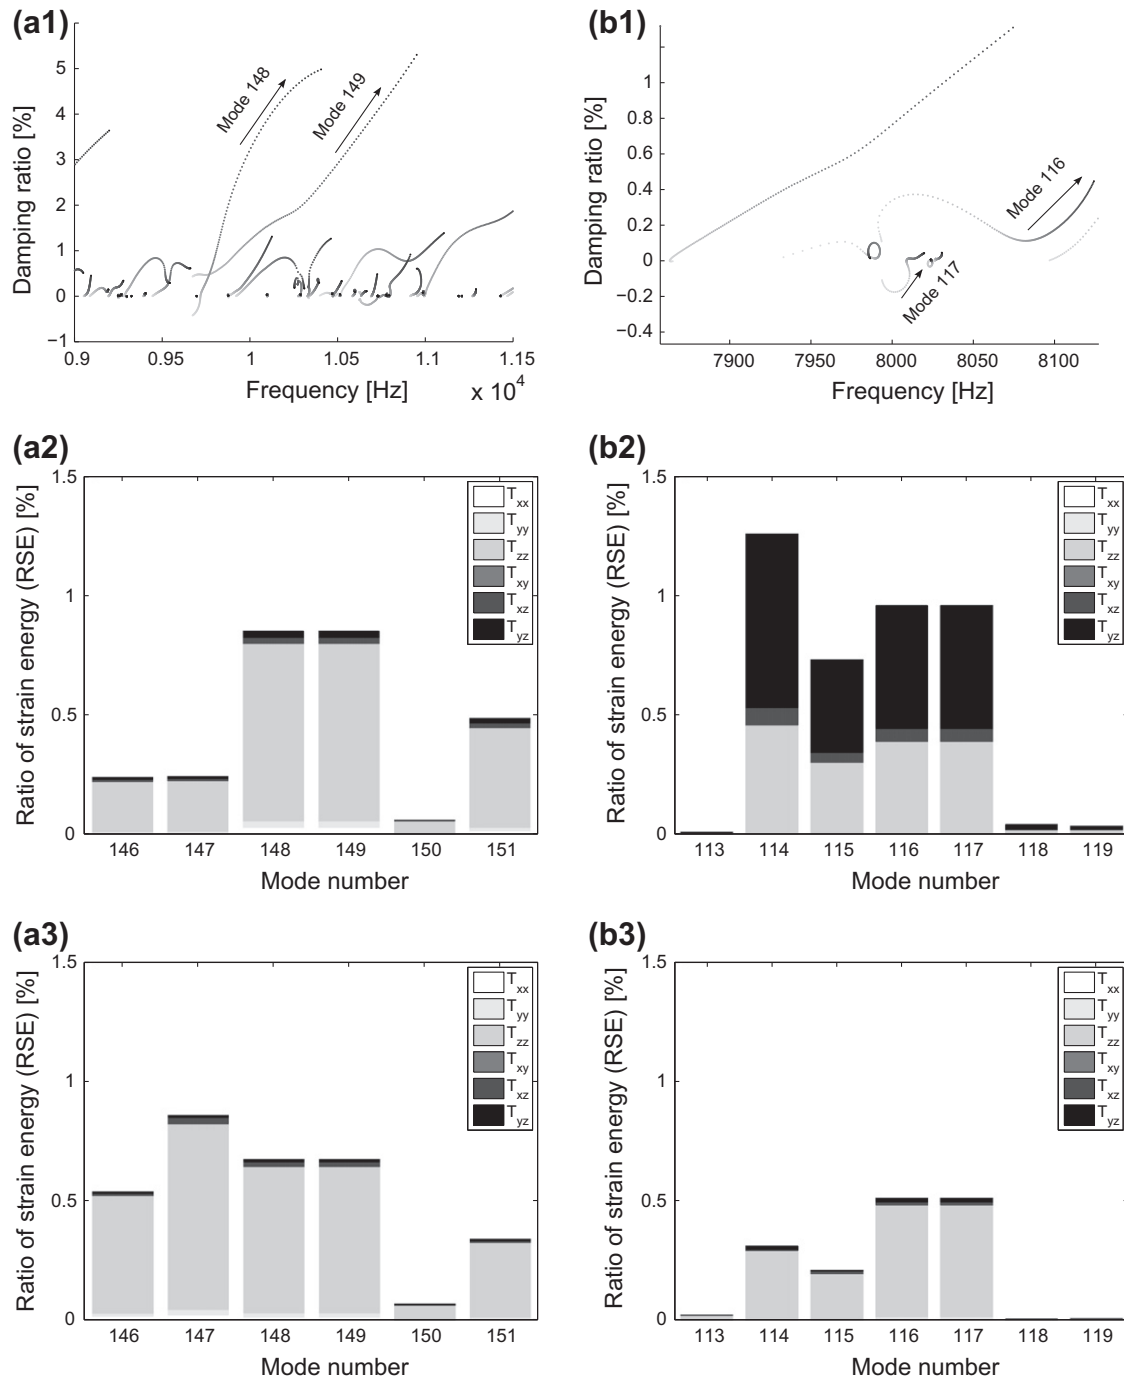 (a1)
Damping ratio [%]
5
4
3
2
1
0
−1
Mode 148
Mode 149
0.9
0.95
1
1.05
1.1
1.15
Frequency [Hz]
x 10^4
(b1)
Damping ratio [%]
1
0.8
0.6
0.4
0.2
0
−0.2
−0.4
Mode 116
Mode 117
7900
7950
8000
8050
8100
Frequency [Hz]
(a2)
Ratio of strain energy (RSE) [%]
1.5
1
0.5
0
T_xx
T_yy
T_zz
T_xy
T_xz
T_yz
146
147
148
149
150
151
Mode number
(b2)
Ratio of strain energy (RSE) [%]
1.5
1
0.5
0
T_xx
T_yy
T_zz
T_xy
T_xz
T_yz
113
114
115
116
117
118
119
Mode number
(a3)
Ratio of strain energy (RSE) [%]
1.5
1
0.5
0
T_xx
T_yy
T_zz
T_xy
T_xz
T_yz
146
147
148
149
150
151
Mode number
(b3)
Ratio of strain energy (RSE) [%]
1.5
1
0.5
0
T_xx
T_yy
T_zz
T_xy
T_xz
T_yz
113
114
115
116
117
118
119
Mode number